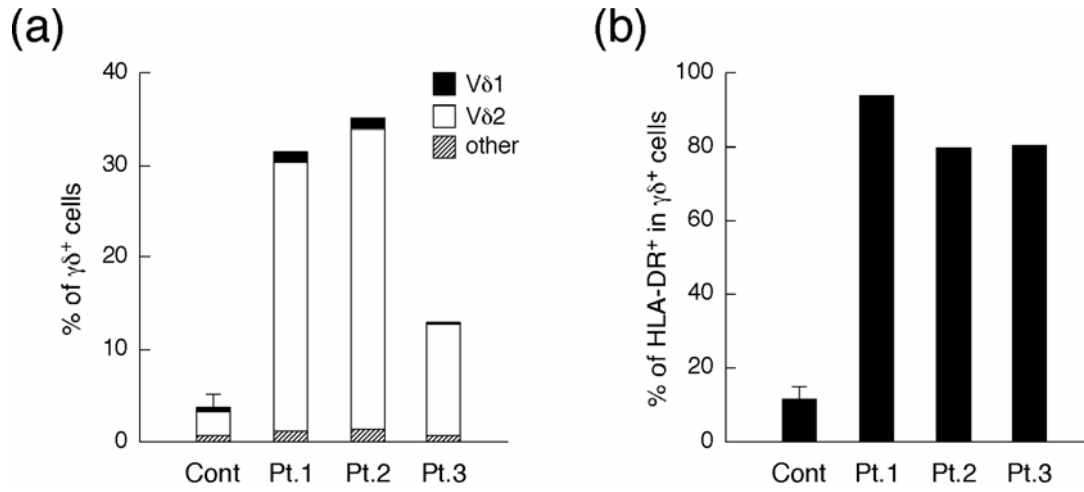 (a)
% of γδ+ cells
40
30
20
10
0
Vδ1
Vδ2
other
Cont Pt.1 Pt.2 Pt.3
(b)
% of HLA-DR+ in γδ+ cells
100
80
60
40
20
0
Cont Pt.1 Pt.2 Pt.3